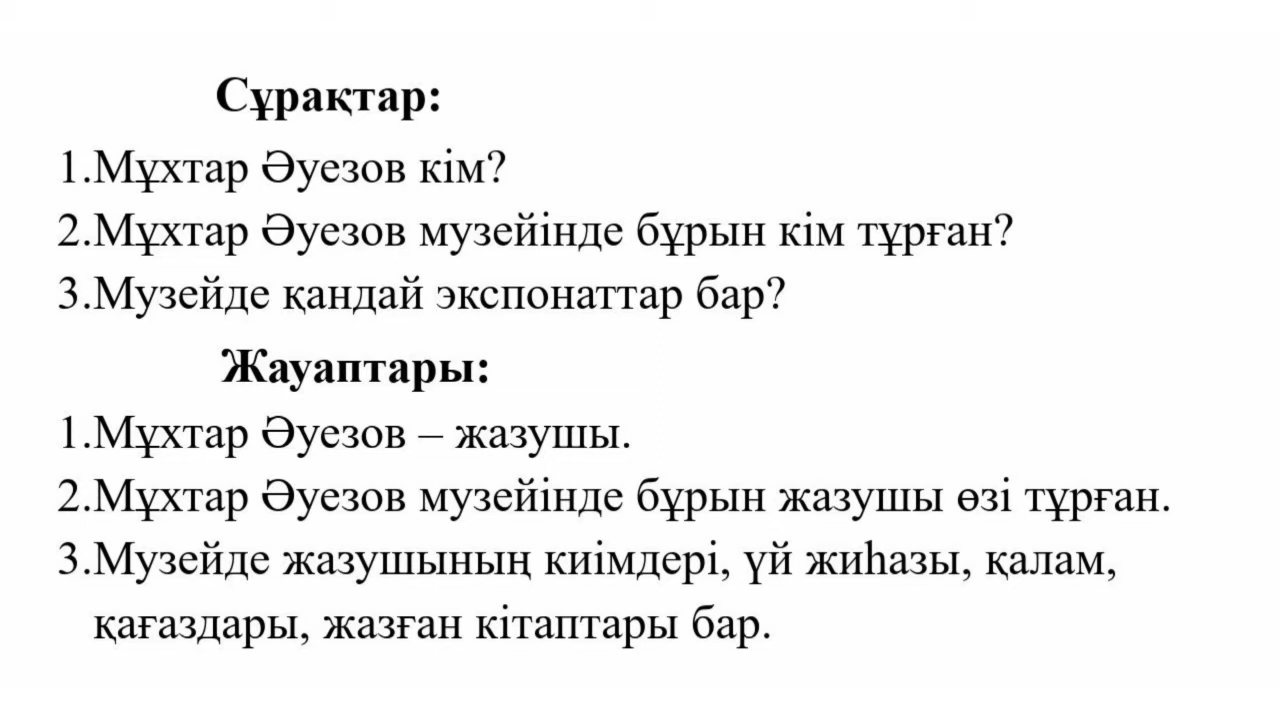 Сұрақтар:
1.Мұхтар Әуезов кім?
2.Мұхтар Әуезов музейінде бұрын кім тұрған?
3.Музейде қандай экспонаттар бар?
Жауаптары:
1.Мұхтар Әуезов – жазушы.
2.Мұхтар Әуезов музейінде бұрын жазушы өзі тұрған.
3.Музейде жазушының киімдері, үй жиһазы, қалам,
қағаздары, жазған кітаптары бар.